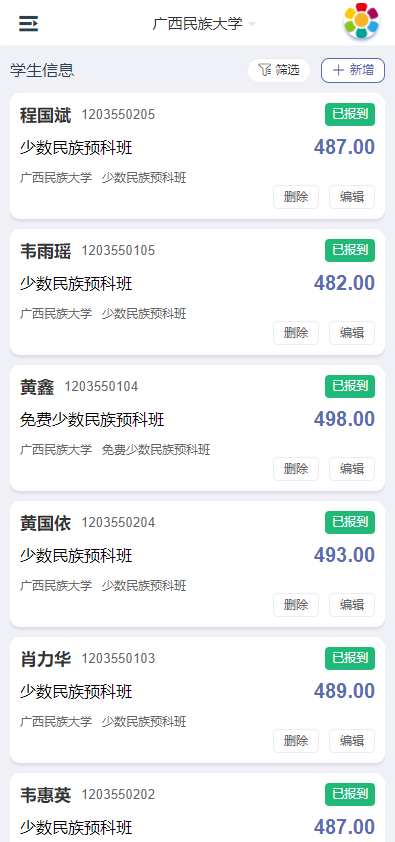 广西民族大学
学生信息 筛选 新增
程国斌 1203550205 已报到
少数民族预科班 487.00
广西民族大学 少数民族预科班
删除 编辑
韦雨瑶 1203550105 已报到
少数民族预科班 482.00
广西民族大学 少数民族预科班
删除 编辑
黄鑫 1203550104 已报到
免费少数民族预科班 498.00
广西民族大学 免费少数民族预科班
删除 编辑
黄国依 1203550204 已报到
少数民族预科班 493.00
广西民族大学 少数民族预科班
删除 编辑
肖力华 1203550103 已报到
少数民族预科班 489.00
广西民族大学 少数民族预科班
删除 编辑
韦惠英 1203550202 已报到
少数民族预科班 487.00